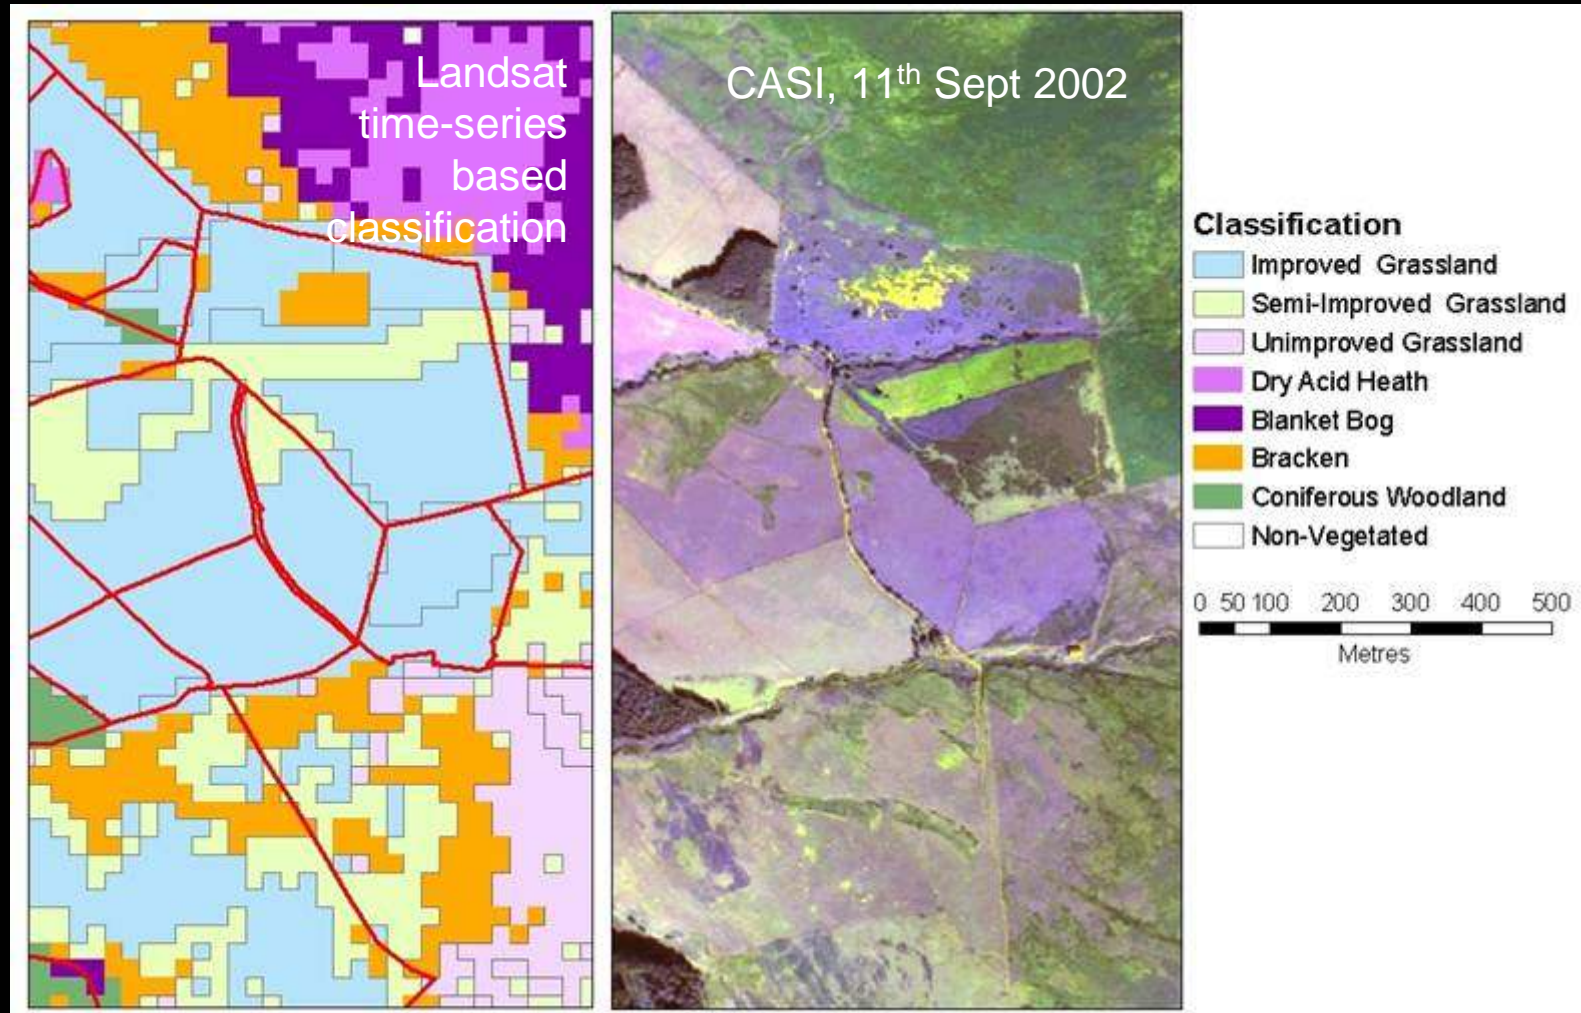 Landsat
time-series
based
classification
CASI, 11th Sept 2002
Classification
Improved Grassland
Semi-Improved Grassland
Unimproved Grassland
Dry Acid Heath
Blanket Bog
Bracken
Coniferous Woodland
Non-Vegetated
0 50 100 200 300 400 500
Metres